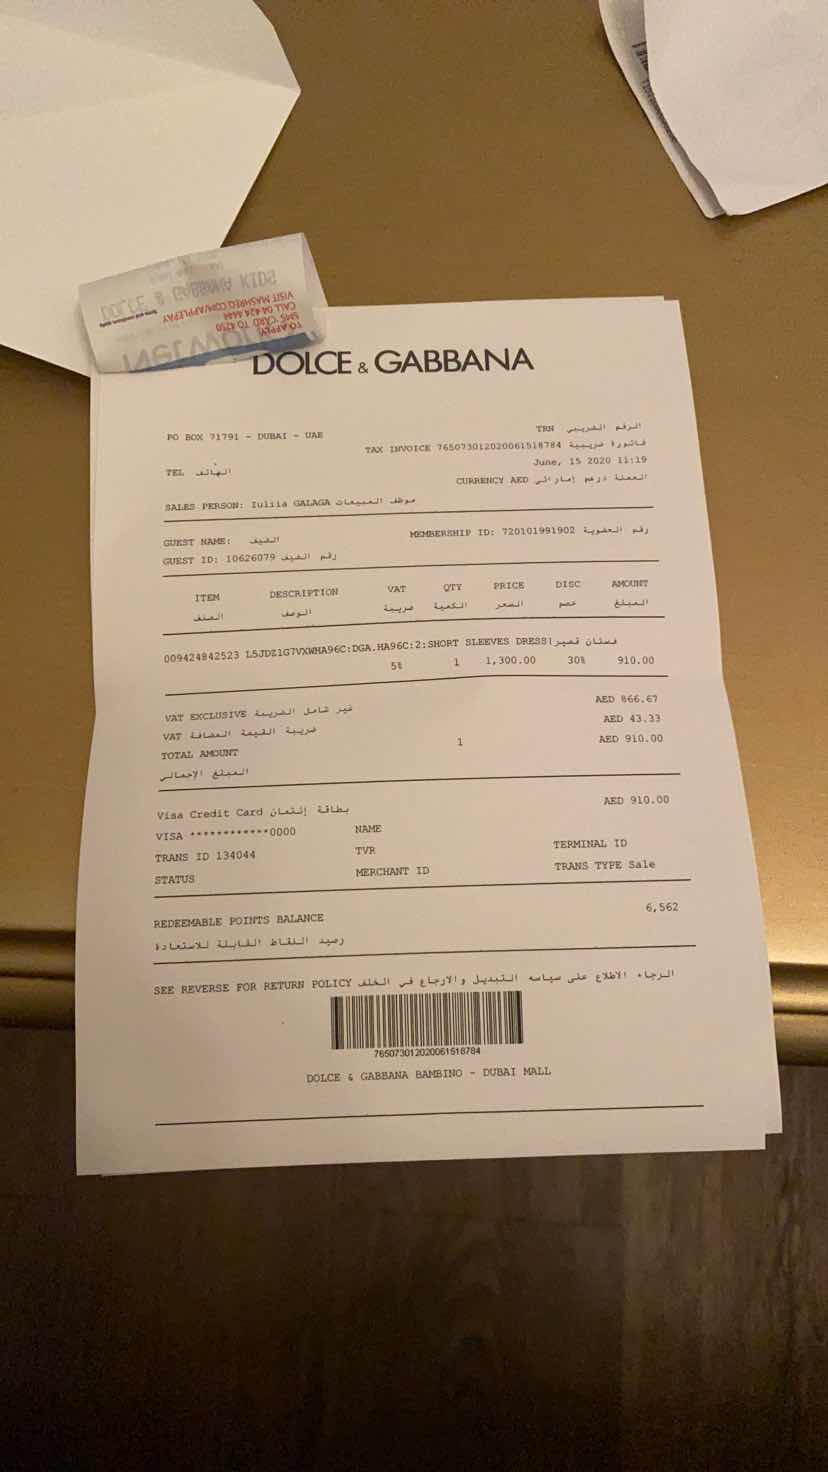 DOLCE & GABBANA KIDS
VISIT MASHREQ.COM/APPLEPAY
CALL 04 424 4444
SMS 'CARD' TO 4250
TO APPLY,
DOLCE & GABBANA
PO BOX 71791 - DUBAI - UAE
TRN الرقم الضريبي
TAX INVOICE 765073012020061518784 فاتورة ضريبية
June, 15 2020 11:19
TEL الهاتف
CURRENCY AED العملة درهم إماراتي
SALES PERSON: Iuliia GALAGA موظف المبيعات
GUEST NAME: الضيف
MEMBERSHIP ID: 720101991902 رقم العضوية
GUEST ID: 10626079 رقم الضيف
ITEM DESCRIPTION VAT QTY PRICE DISC AMOUNT
الصنف الوصف ضريبة الكمية السعر خصم المبلغ
009424842523 L5JDZ1G7VXWHA96C:DGA.HA96C:2:SHORT SLEEVES DRESS فستان قصير
5% 1 1,300.00 30% 910.00
VAT EXCLUSIVE غير شامل الضريبة AED 866.67
VAT ضريبة القيمة المضافة AED 43.33
TOTAL AMOUNT 1 AED 910.00
المبلغ الإجمالي
Visa Credit Card بطاقة إئتمان AED 910.00
VISA ************0000 NAME
TRANS ID 134044 TVR TERMINAL ID
STATUS MERCHANT ID TRANS TYPE Sale
REDEEMABLE POINTS BALANCE 6,562
رصيد النقاط القابلة للاستعادة
SEE REVERSE FOR RETURN POLICY الرجاء الاطلاع على سياسه التبديل والارجاع في الخلف
765073012020061518784
DOLCE & GABBANA BAMBINO - DUBAI MALL